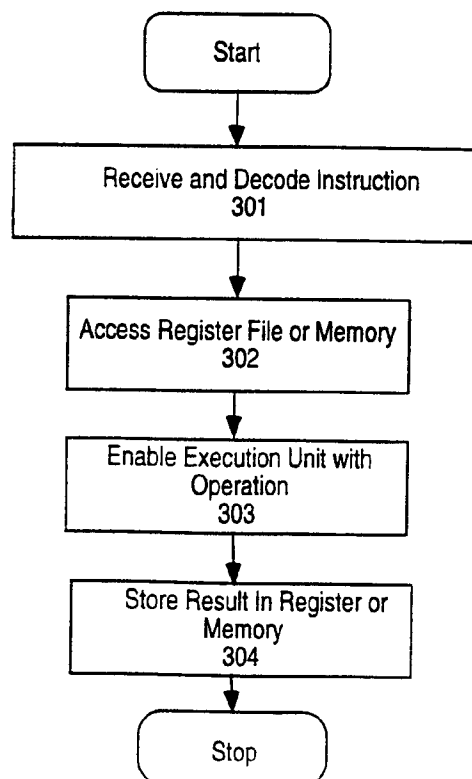 Start
Receive and Decode Instruction
301
Access Register File or Memory
302
Enable Execution Unit with
Operation
303
Store Result In Register or
Memory
304
Stop